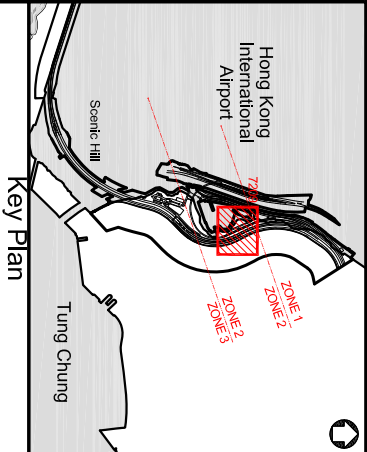 Hong Kong
International
Airport
Scenic Hill
ZONE 1
ZONE 2
ZONE 2
ZONE 3
Tung Chung
Key Plan